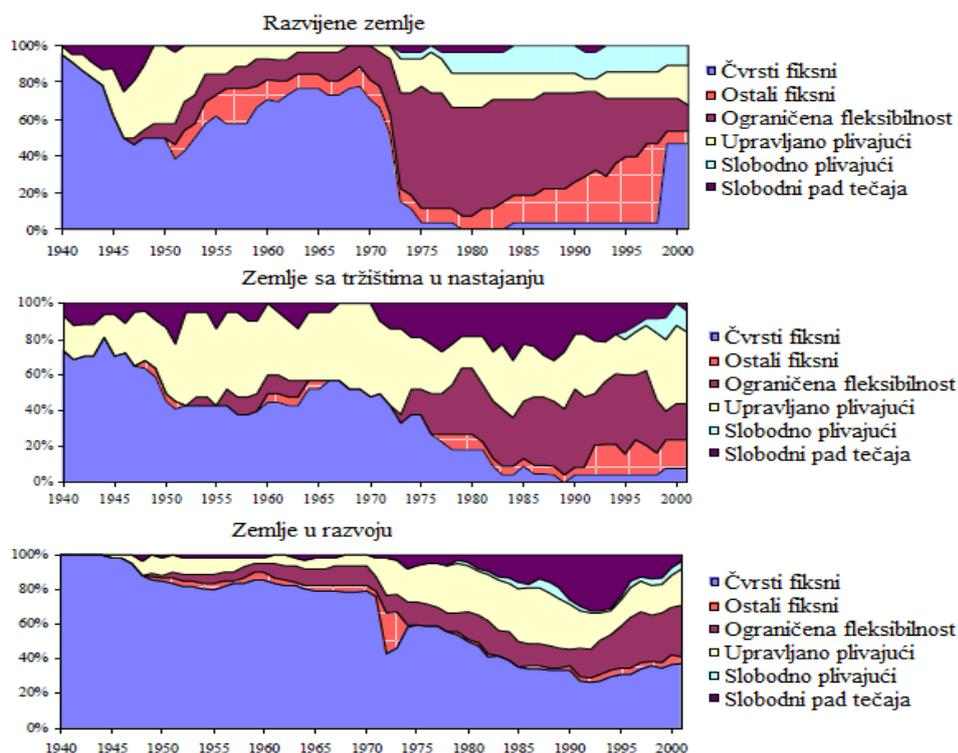 Razvijene zemlje
100%
80%
60%
40%
20%
0%
1940 1945 1950 1955 1960 1965 1970 1975 1980 1985 1990 1995 2000
Čvrsti fiksni
Ostali fiksni
Ograničena fleksibilnost
Upravljano plivajući
Slobodno plivajući
Slobodni pad tečaja
Zemlje sa tržištima u nastajanju
100%
80%
60%
40%
20%
0%
1940 1945 1950 1955 1960 1965 1970 1975 1980 1985 1990 1995 2000
Čvrsti fiksni
Ostali fiksni
Ograničena fleksibilnost
Upravljano plivajući
Slobodno plivajući
Slobodni pad tečaja
Zemlje u razvoju
100%
80%
60%
40%
20%
0%
1940 1945 1950 1955 1960 1965 1970 1975 1980 1985 1990 1995 2000
Čvrsti fiksni
Ostali fiksni
Ograničena fleksibilnost
Upravljano plivajući
Slobodno plivajući
Slobodni pad tečaja